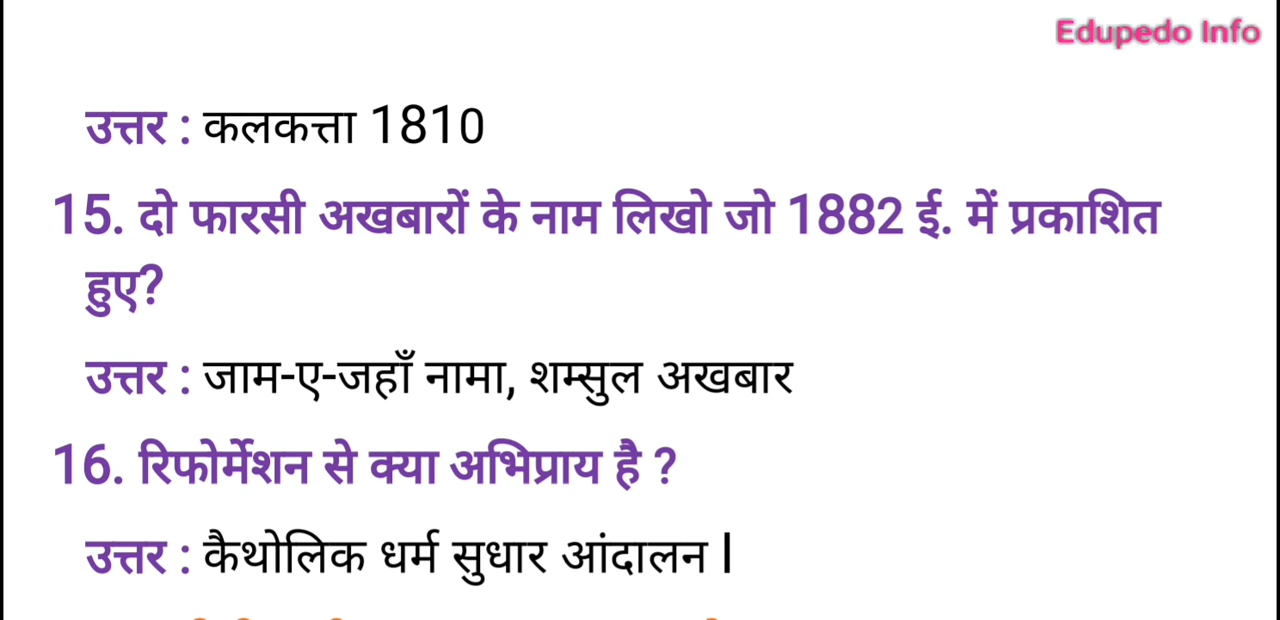 Edupedo Info
उत्तर : कलकत्ता 1810
15. दो फारसी अखबारों के नाम लिखो जो 1882 ई. में प्रकाशित
हुए?
उत्तर : जाम-ए-जहाँ नामा, शम्सुल अखबार
16. रिफोर्मेशन से क्या अभिप्राय है ?
उत्तर : कैथोलिक धर्म सुधार आंदालन |